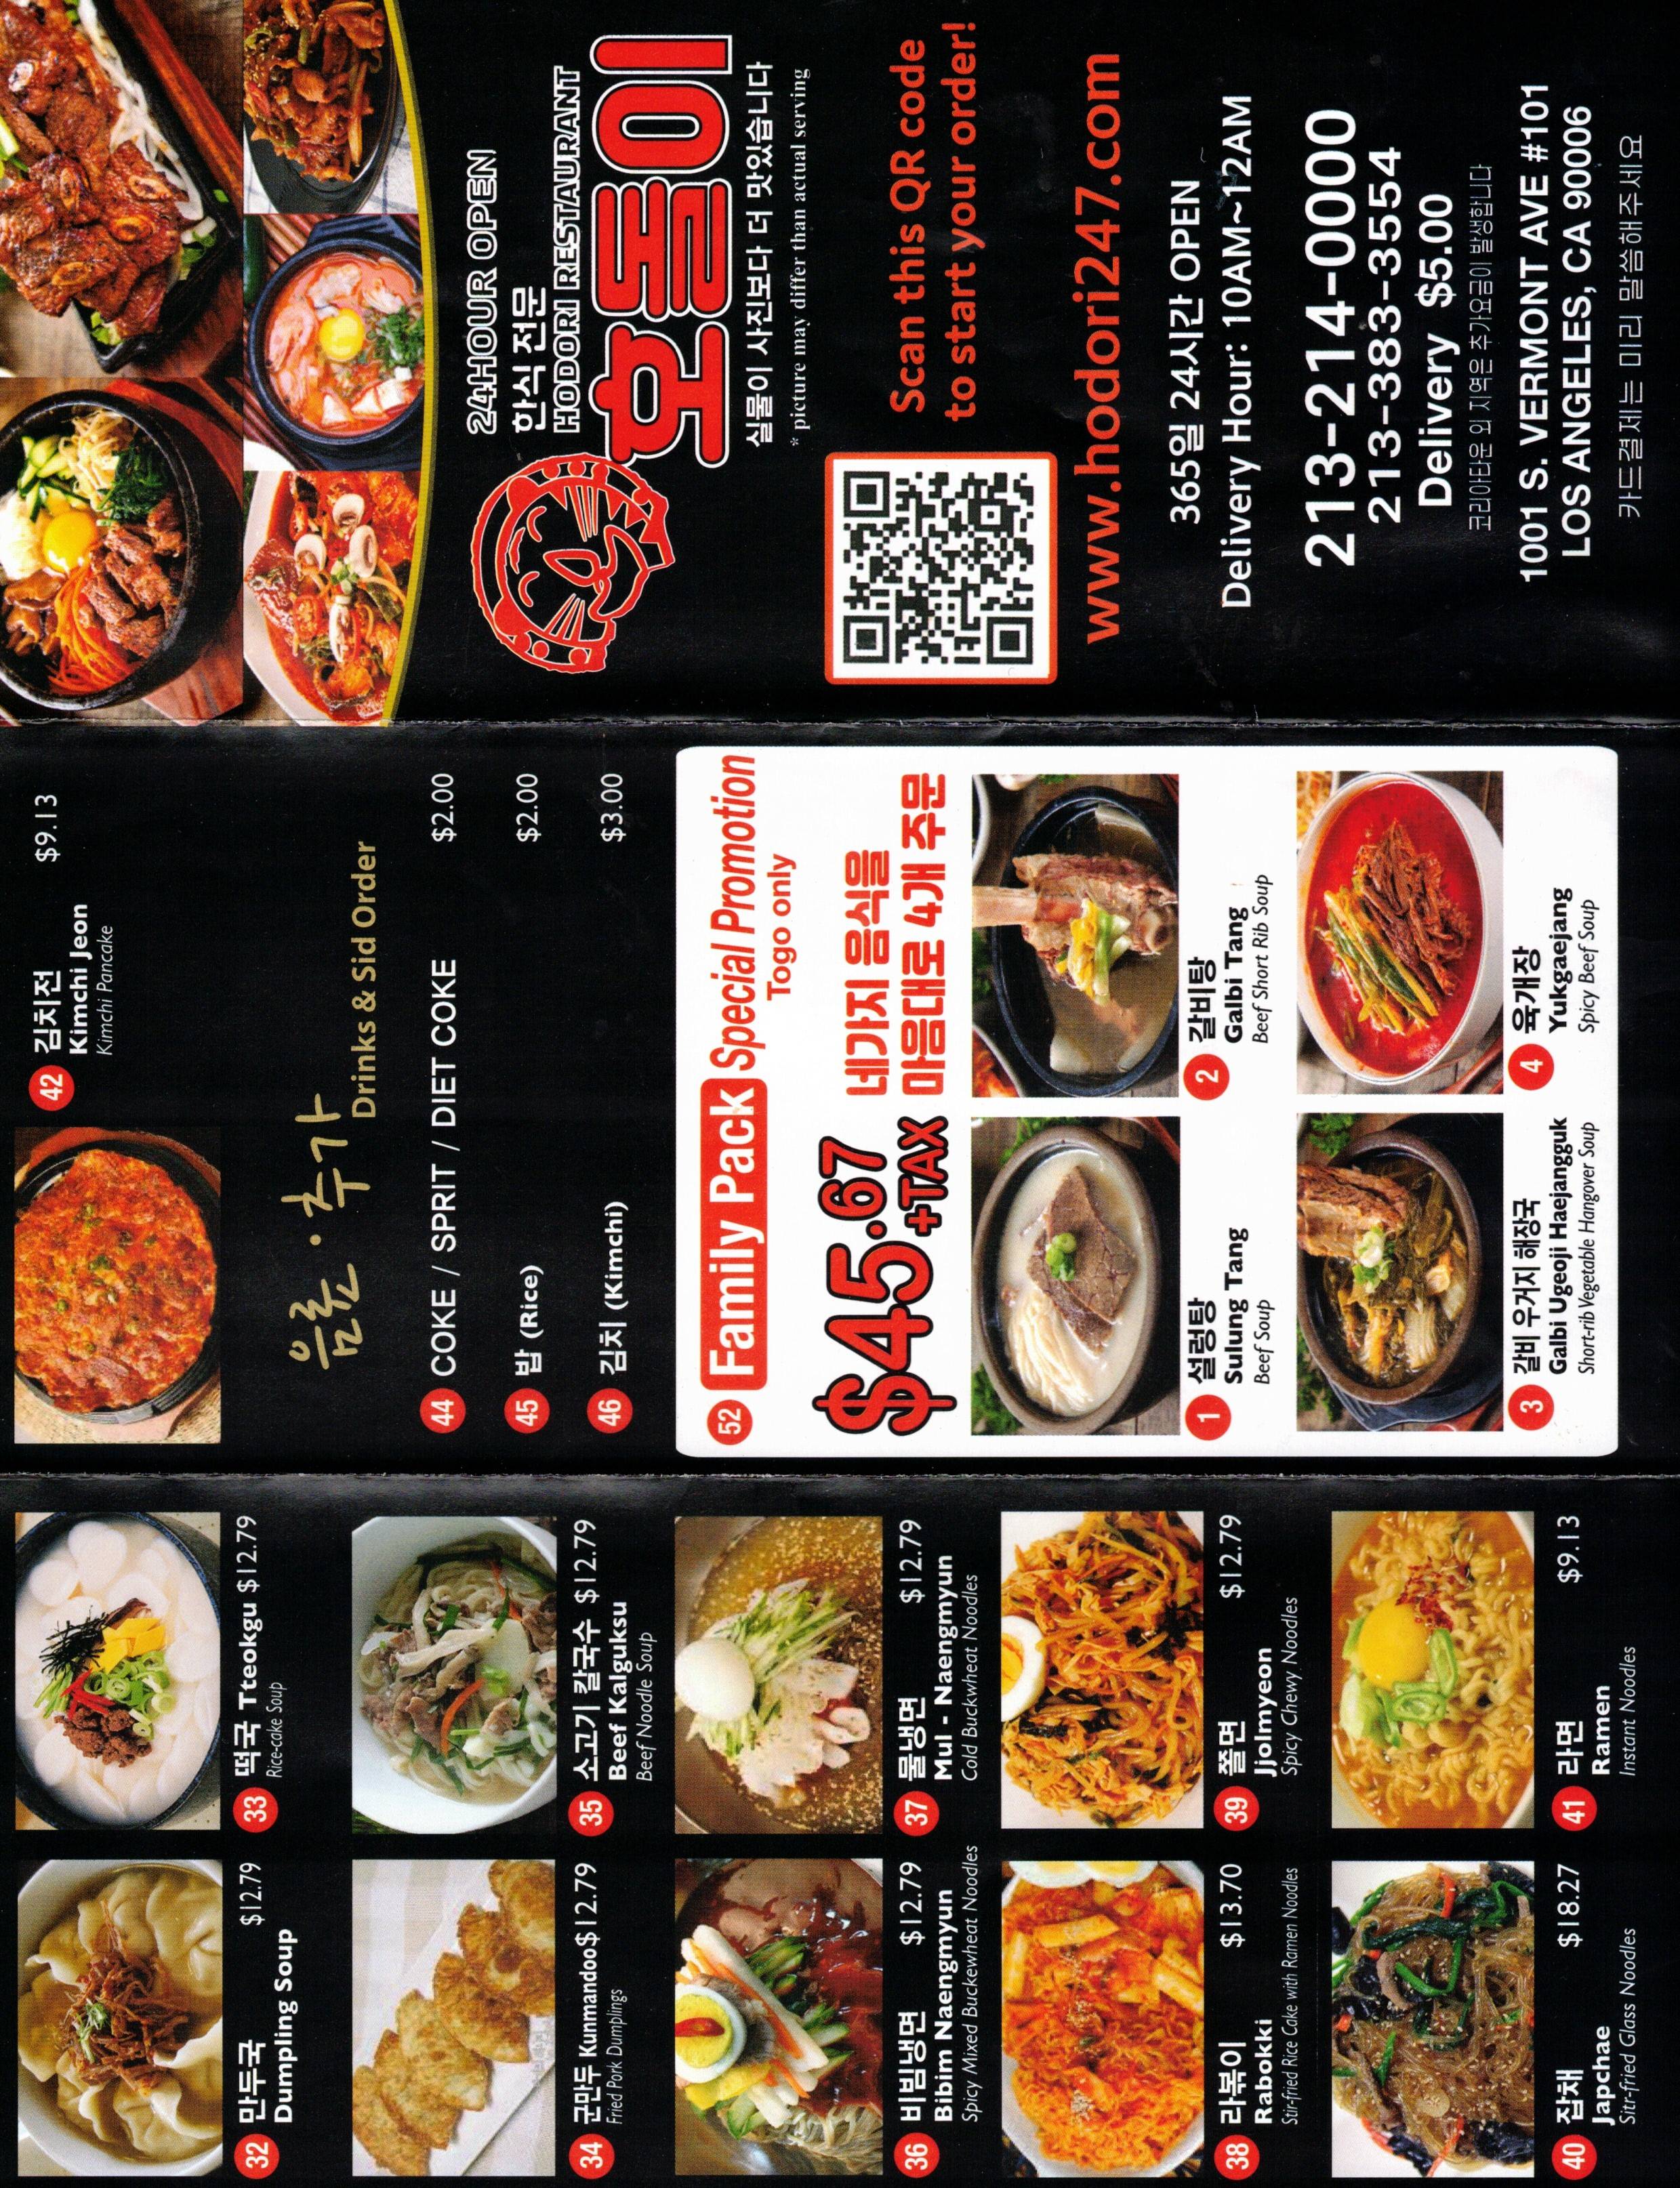 32 만두국 $12.79
Dumpling Soup
33 떡국 Tteokgu $12.79
Rice-cake Soup
34 군만두 Kunmandoo $12.79
Fried Pork Dumplings
35 소고기 칼국수 $12.79
Beef Kalguksu
Beef Noodle Soup
36 비빔냉면 $12.79
Bibim Naengmyun
Spicy Mixed Buckewheat Noodles
37 물냉면 $12.79
Mul - Naengmyun
Cold Buckwheat Noodles
38 라볶이 $13.70
Rabokki
Stir-fried Rice Cake with Ramen Noodles
39 쫄면 $12.79
Jjolmyeon
Spicy Chewy Noodles
40 잡채 $18.27
Japchae
Sitr-fried Glass Noodles
41 라면 $9.13
Ramen
Instant Noodles
42 김치전 $9.13
Kimchi Jeon
Kimchi Pancake
음료·추가
Drinks & Sid Order
44 COKE / SPRIT / DIET COKE $2.00
45 밥 (Rice) $2.00
46 김치 (Kimchi) $3.00
52 Family Pack Special Promotion
Togo only
$45.67
+TAX
네가지 음식을
마음대로 4개 주문
1 설렁탕
Sulung Tang
Beef Soup
2 갈비탕
Galbi Tang
Beef Short Rib Soup
3 갈비 우거지 해장국
Galbi Ugeoji Haejangguk
Short-rib Vegetable Hangover Soup
4 육개장
Yukgaejang
Spicy Beef Soup
24HOUR OPEN
한식 전문
HODORI RESTAURANT
호돌이
실물이 사진보다 더 맛있습니다
* picture may differ than actual serving
Scan this QR code
to start your order!
www.hodori247.com
365일 24시간 OPEN
Delivery Hour: 10AM~12AM
213-214-0000
213-383-3554
Delivery $5.00
코리아타운 외 지역은 추가요금이 발생합니다
1001 S. VERMONT AVE #101
LOS ANGELES, CA 90006
카드결제는 미리 말씀해주세요